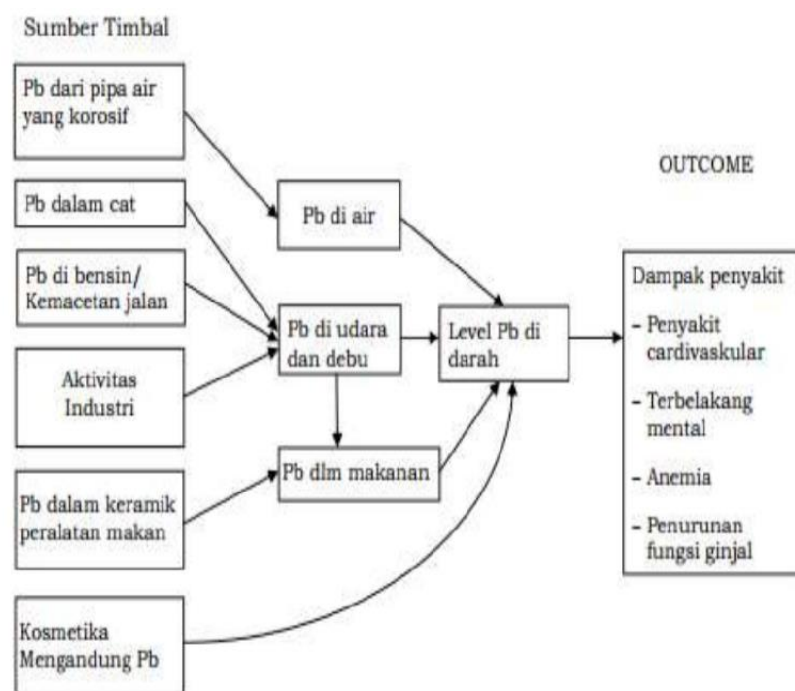 Sumber Timbal
Pb dari pipa air
yang korosif
Pb dalam cat
Pb di bensin/
Kemacetan jalan
Aktivitas
Industri
Pb dalam keramik
peralatan makan
Kosmetika
Mengandung Pb
Pb di air
Pb di udara
dan debu
Pb dlm makanan
Level Pb di
darah
OUTCOME
Dampak penyakit
- Penyakit
cardivaskular
- Terbelakang
mental
- Anemia
- Penurunan
fungsi ginjal